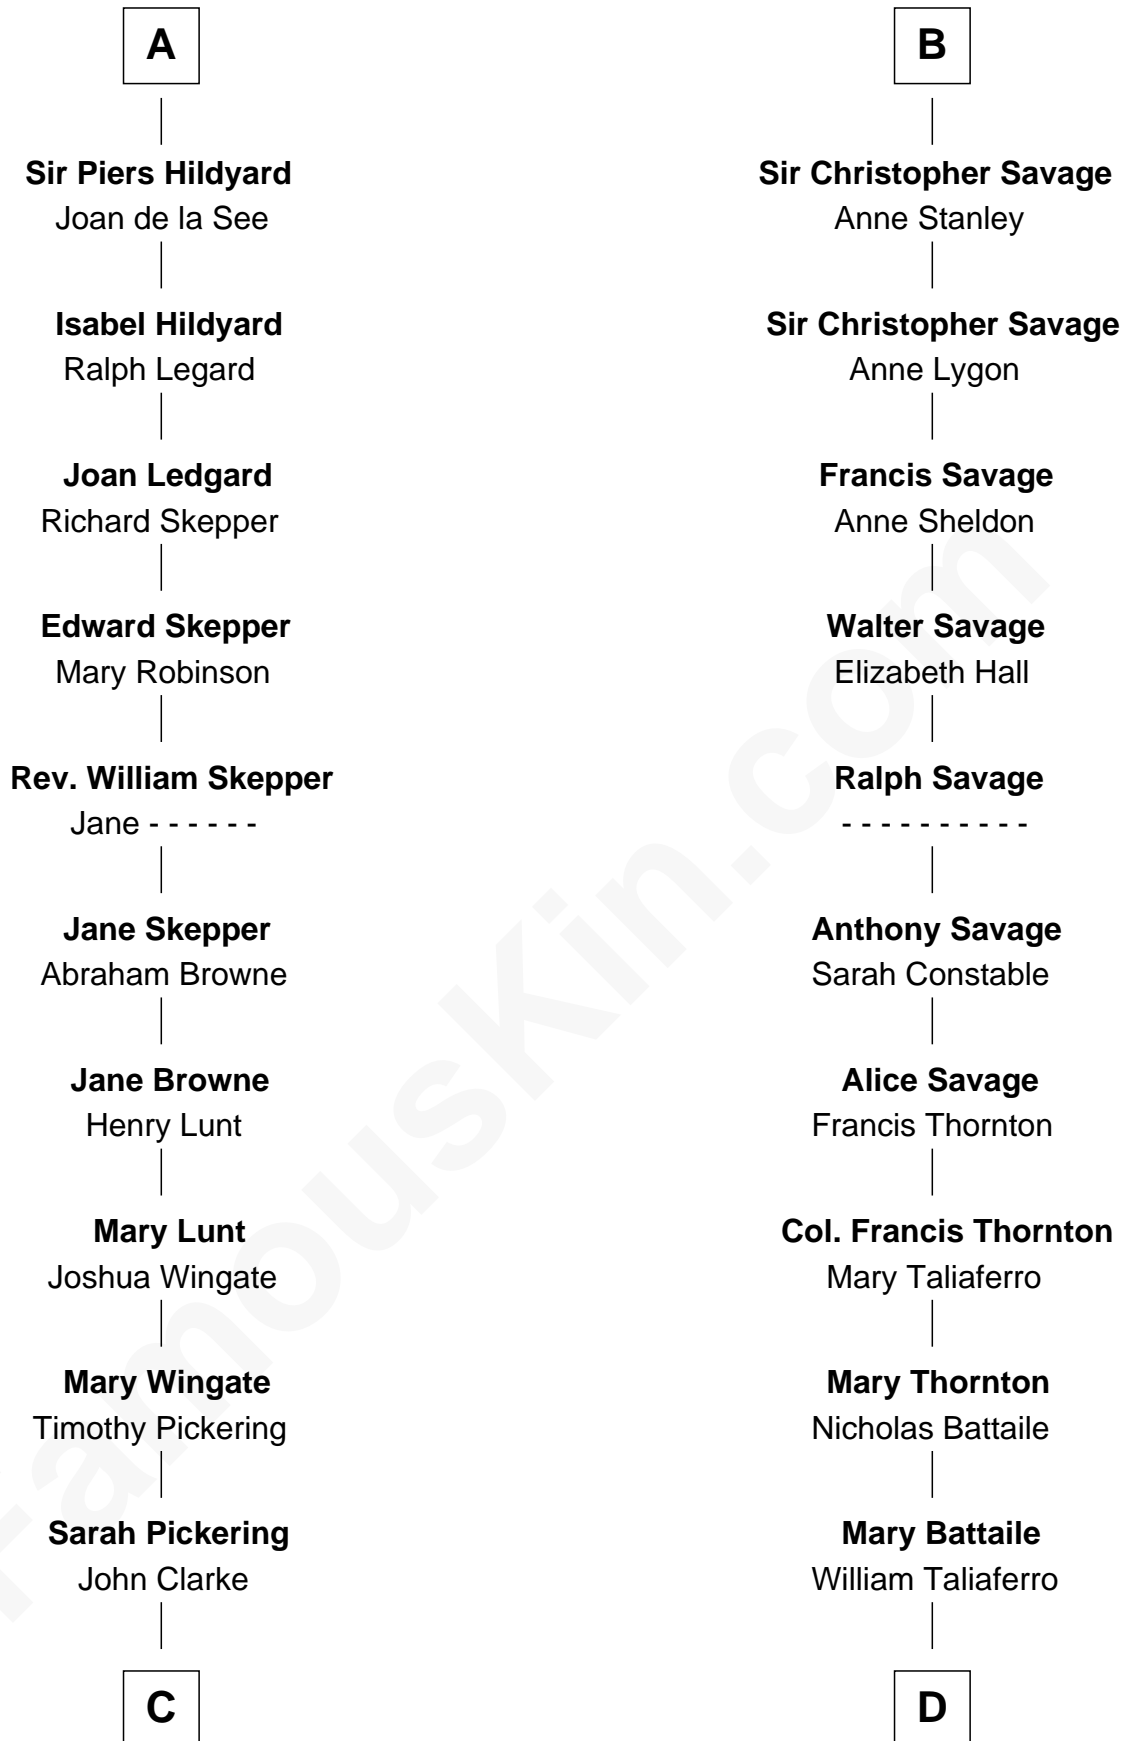 A
Sir Piers Hildyard
Joan de la See
Isabel Hildyard
Ralph Legard
Joan Ledgard
Richard Skepper
Edward Skepper
Mary Robinson
Rev. William Skepper
Jane - - - - - -
Jane Skepper
Abraham Browne
Jane Browne
Henry Lunt
Mary Lunt
Joshua Wingate
Mary Wingate
Timothy Pickering
Sarah Pickering
John Clarke
C
B
Sir Christopher Savage
Anne Stanley
Sir Christopher Savage
Anne Lygon
Francis Savage
Anne Sheldon
Walter Savage
Elizabeth Hall
Ralph Savage
- - - - - - - - - -
Anthony Savage
Sarah Constable
Alice Savage
Francis Thornton
Col. Francis Thornton
Mary Taliaferro
Mary Thornton
Nicholas Battaile
Mary Battaile
William Taliaferro
D
FamousKin.com